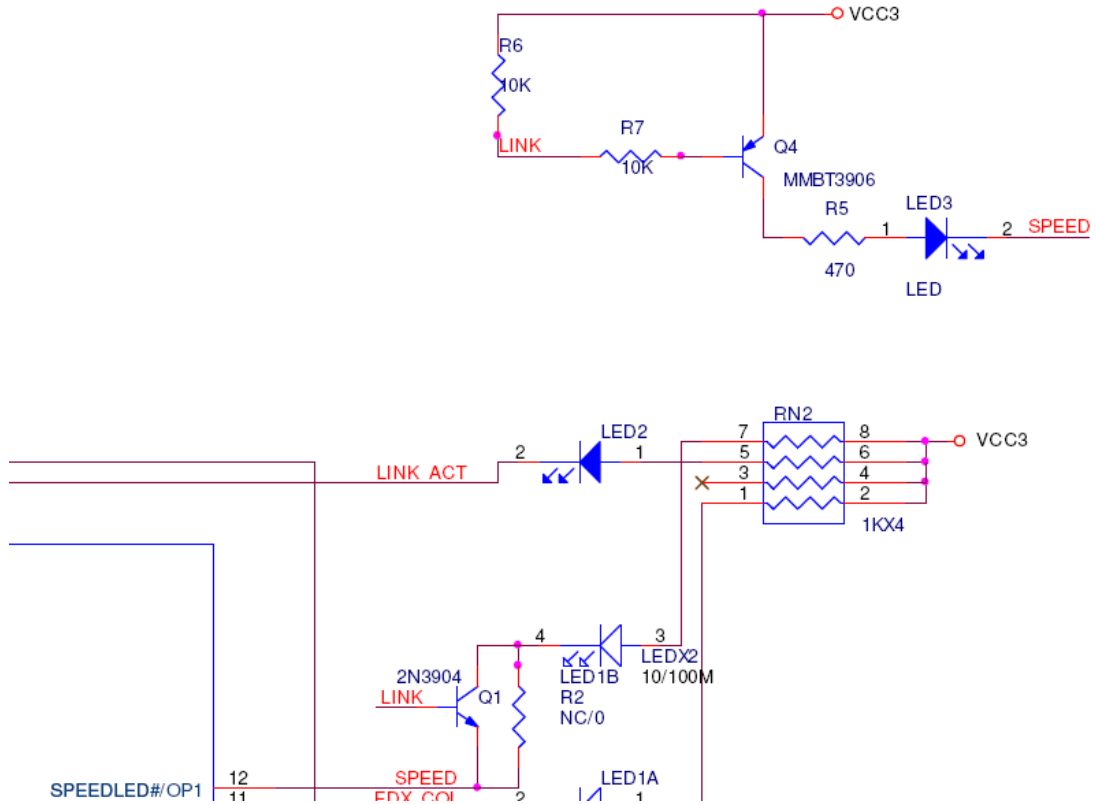 VCC3
R6
10K
LINK
R7
10K
Q4
MMBT3906
R5
470
1
LED3
LED
2
SPEED
RN2
7 8
5 6
3 4
1 2
VCC3
1KX4
LED2
2 1
LINK ACT
4 3
LEDX2
10/100M
LED1B
R2
NC/0
2N3904
LINK
Q1
SPEEDLED#/OP1
12
SPEED
11
LED1A
2 1